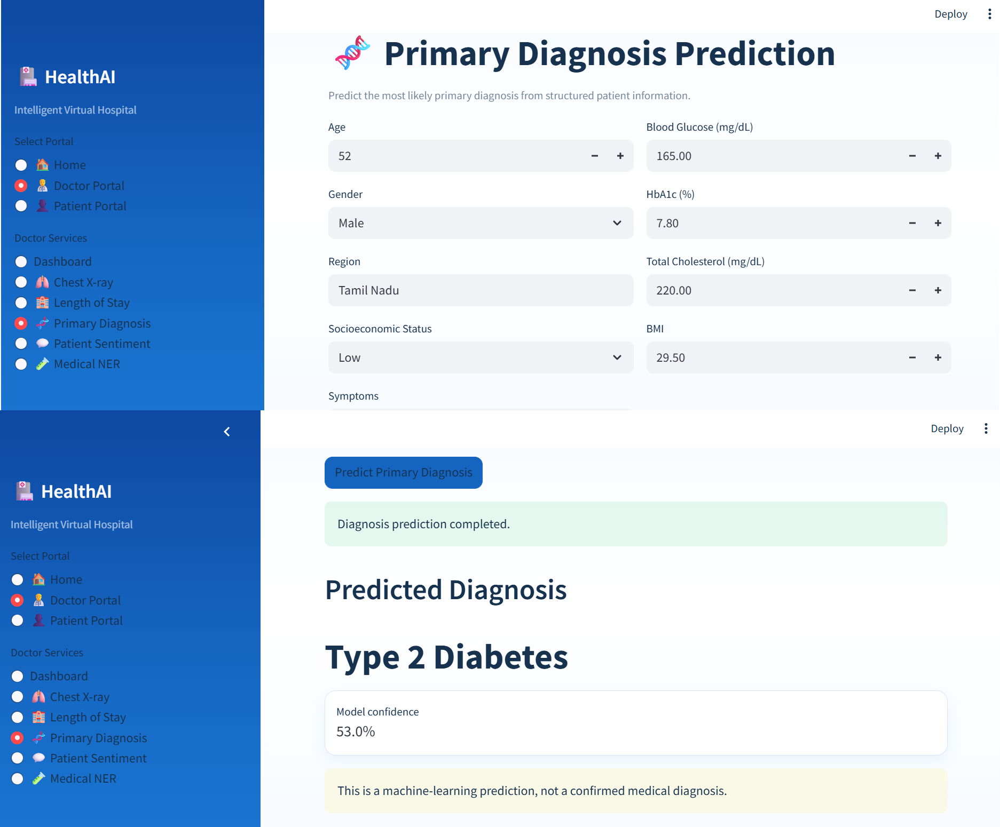 Deploy
HealthAI
Intelligent Virtual Hospital
Select Portal
Home
Doctor Portal
Patient Portal
Doctor Services
Dashboard
Chest X-ray
Length of Stay
Primary Diagnosis
Patient Sentiment
Medical NER
Primary Diagnosis Prediction
Predict the most likely primary diagnosis from structured patient information.
Age
52
Gender
Male
Region
Tamil Nadu
Socioeconomic Status
Low
Symptoms
Blood Glucose (mg/dL)
165.00
HbA1c (%)
7.80
Total Cholesterol (mg/dL)
220.00
BMI
29.50
Deploy
HealthAI
Intelligent Virtual Hospital
Select Portal
Home
Doctor Portal
Patient Portal
Doctor Services
Dashboard
Chest X-ray
Length of Stay
Primary Diagnosis
Patient Sentiment
Medical NER
Predict Primary Diagnosis
Diagnosis prediction completed.
Predicted Diagnosis
Type 2 Diabetes
Model confidence
53.0%
This is a machine-learning prediction, not a confirmed medical diagnosis.